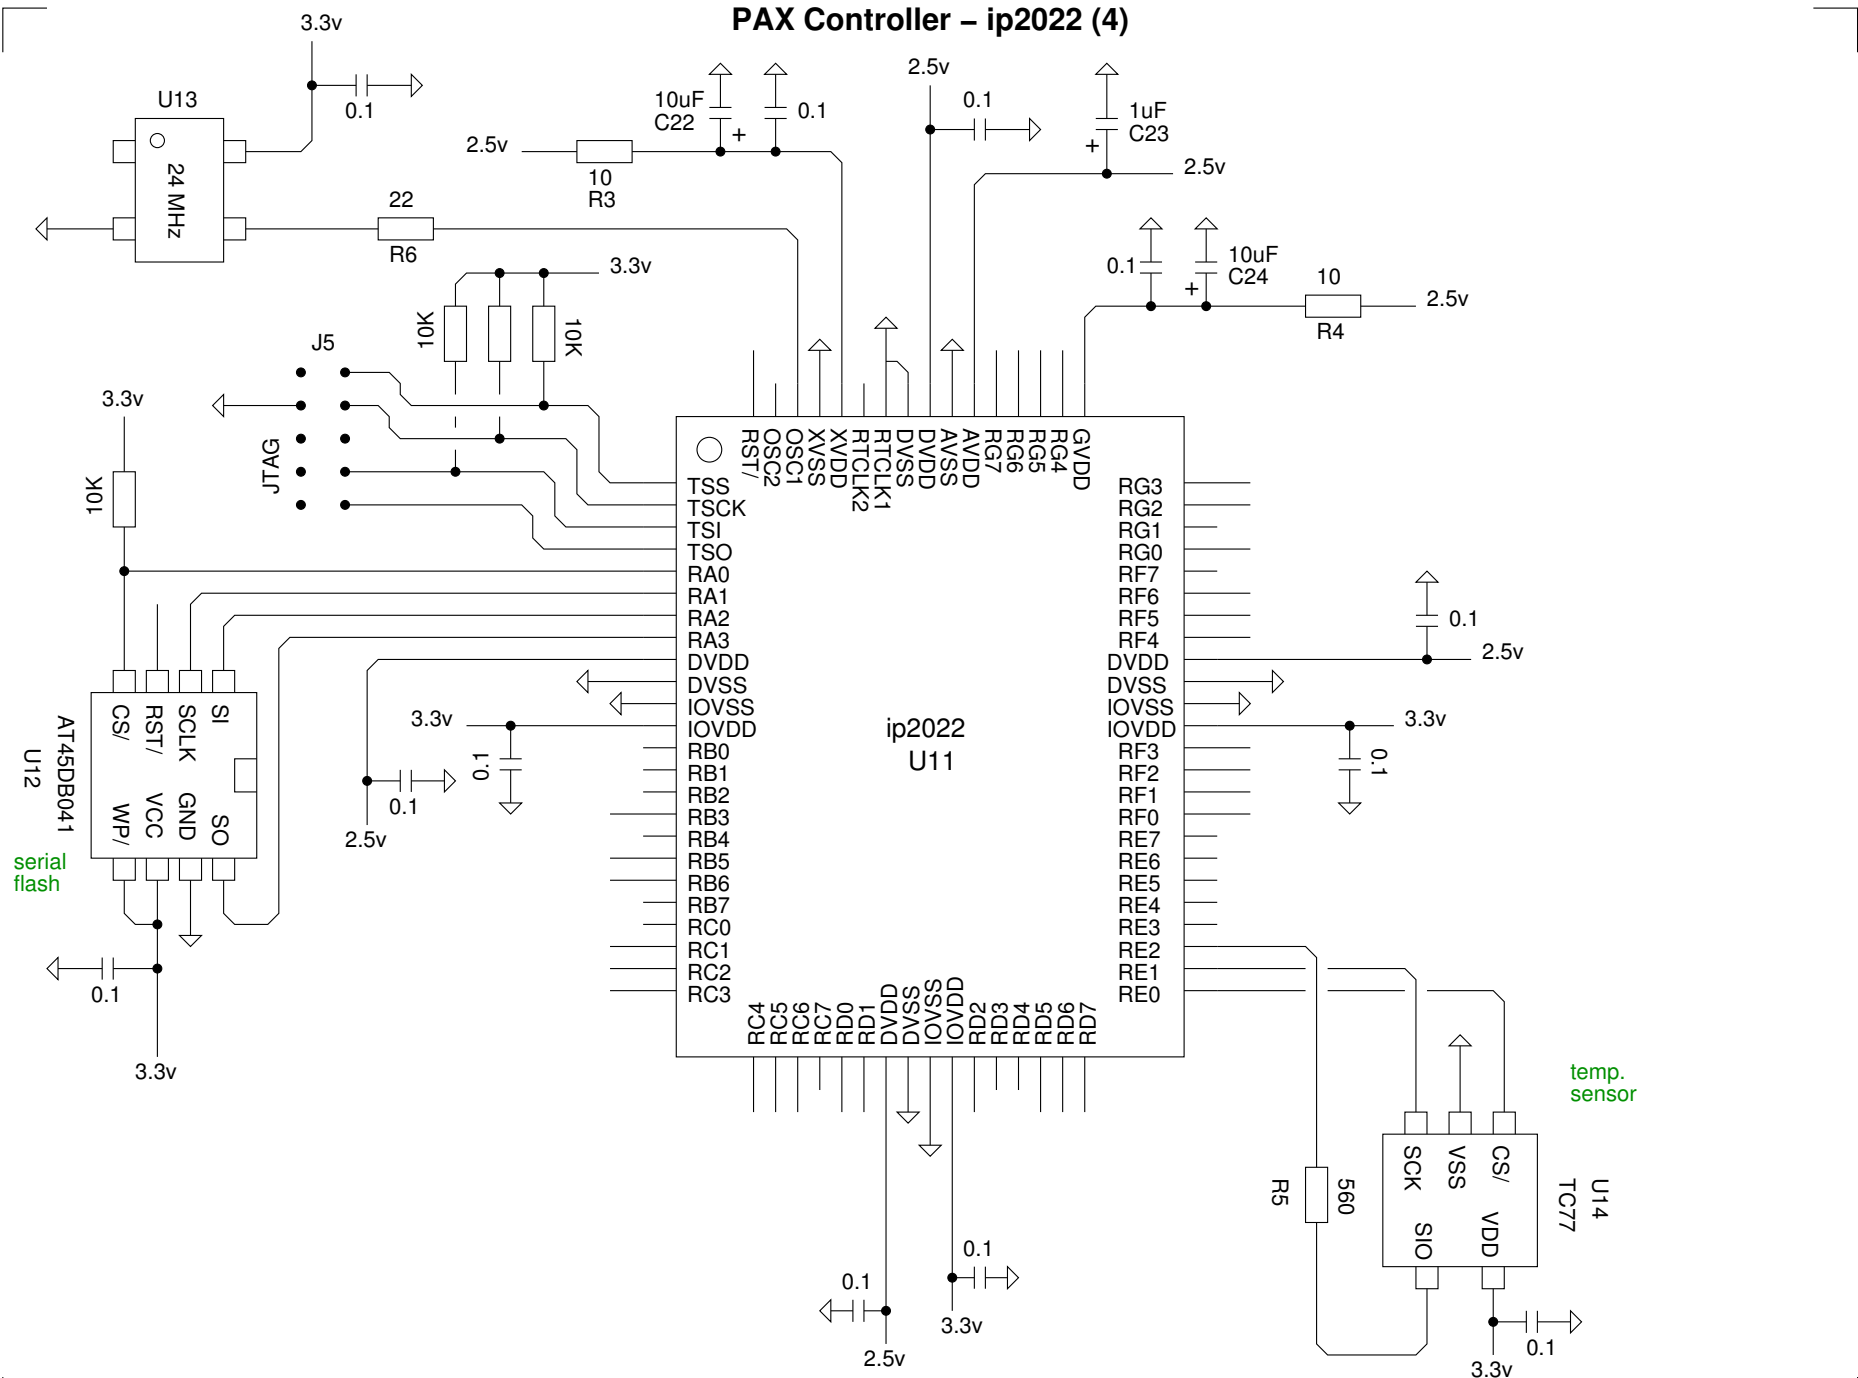 PAX Controller – ip2022 (4)
3.3v
0.1
U13
24 MHz
2.5v
10
R3
10uF
C22
+
0.1
2.5v
0.1
1uF
C23
+
2.5v
22
R6
3.3v
10K
10K
0.1
10uF
C24
+
10
R4
2.5v
J5
JTAG
3.3v
10K
RST/
OSC2
OSC1
XVSS
XVDD
RTCLK2
RTCLK1
DVSS
DVDD
AVSS
AVDD
RG7
RG6
RG5
RG4
GVDD
TSS
TSCK
TSI
TSO
RA0
RA1
RA2
RA3
DVDD
DVSS
IOVSS
IOVDD
RB0
RB1
RB2
RB3
RB4
RB5
RB6
RB7
RC0
RC1
RC2
RC3
ip2022
U11
RG3
RG2
RG1
RG0
RF7
RF6
RF5
RF4
DVDD
DVSS
IOVSS
IOVDD
RF3
RF2
RF1
RF0
RE7
RE6
RE5
RE4
RE3
RE2
RE1
RE0
RC4
RC5
RC6
RC7
RD0
RD1
DVDD
DVSS
IOVSS
IOVDD
RD2
RD3
RD4
RD5
RD6
RD7
0.1
2.5v
3.3v
0.1
3.3v
0.1
0.1
2.5v
CS/
RST/
SCLK
SI
WP/
VCC
GND
SO
AT45DB041
U12
serial
flash
0.1
3.3v
temp.
sensor
SCK
VSS
CS/
SIO
VDD
U14
TC77
560
R5
0.1
3.3v
0.1
2.5v
0.1
3.3v